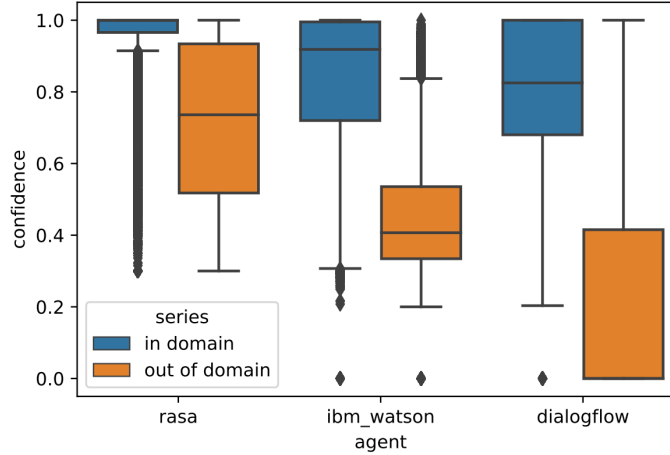 1.0
0.8
0.6
0.4
0.2
0.0
confidence
series
in domain
out of domain
rasa
ibm_watson
dialogflow
agent